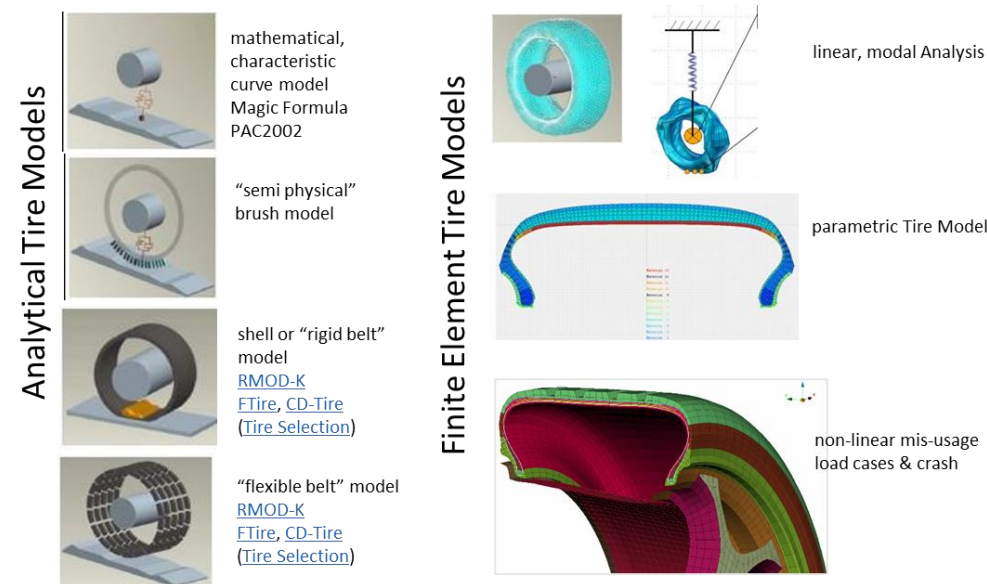 Analytical Tire Models
mathematical,
characteristic
curve model
Magic Formula
PAC2002
“semi physical”
brush model
shell or “rigid belt”
model
RMOD-K
FTire, CD-Tire
(Tire Selection)
“flexible belt” model
RMOD-K
FTire, CD-Tire
(Tire Selection)
Finite Element Tire Models
linear, modal Analysis
parametric Tire Model
non-linear mis-usage
load cases & crash